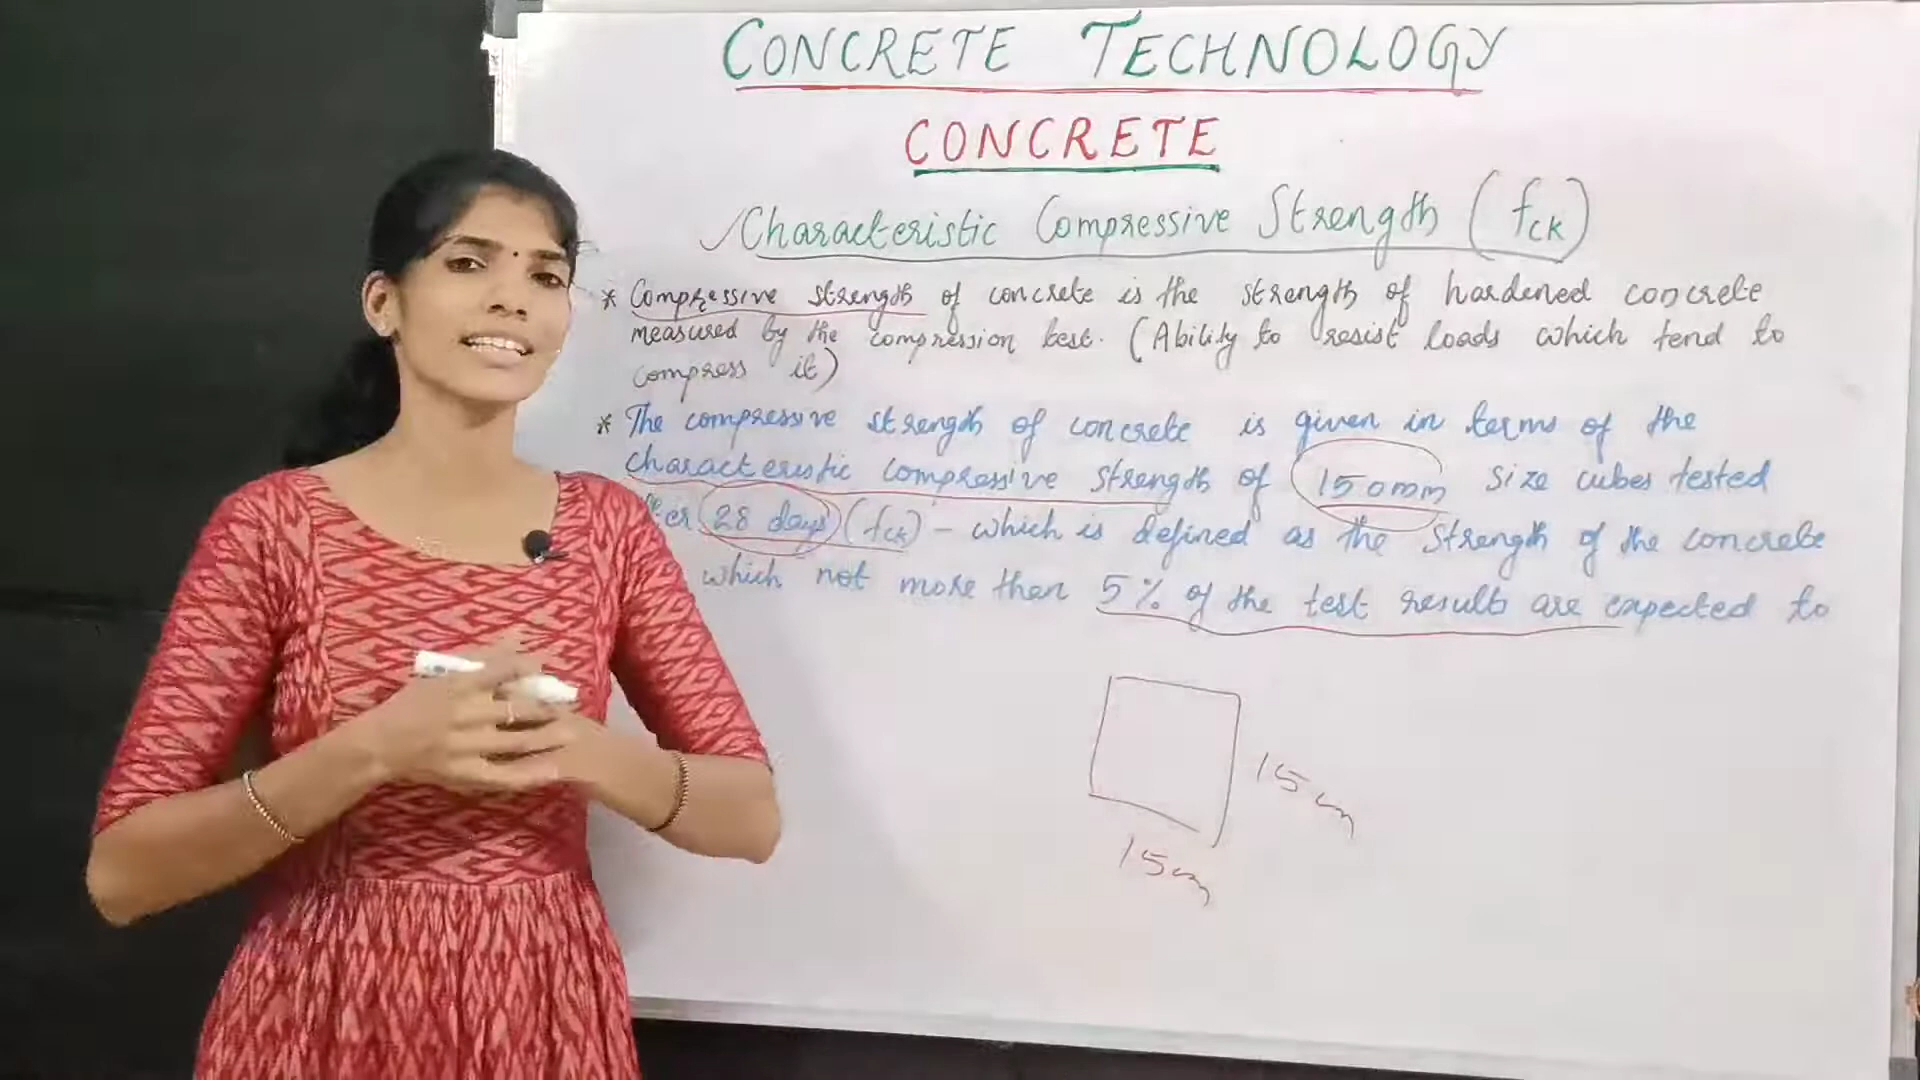 CONCRETE TECHNOLOGY
CONCRETE
Characteristic Compressive Strength (fck)
* Compressive strength of concrete is the strength of hardened concrete
measured by the compression test. (Ability to resist loads which tend to
compress it)
* The compressive strength of concrete is given in terms of the
characteristic compressive strength of 150mm size cubes tested
28 days (fck) - which is defined as the strength of the concrete
which not more than 5% of the test results are expected to
15cm
15cm